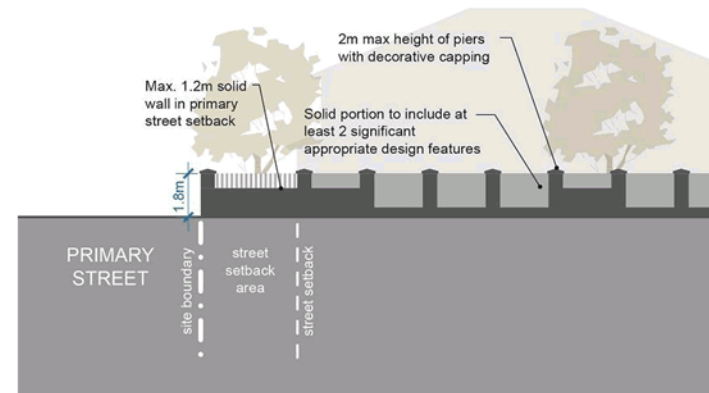 2m max height of piers
with decorative capping
Max. 1.2m solid
wall in primary
street setback
Solid portion to include at
least 2 significant
appropriate design features
1.8m
PRIMARY
STREET
site boundary
street
setback
area
street setback